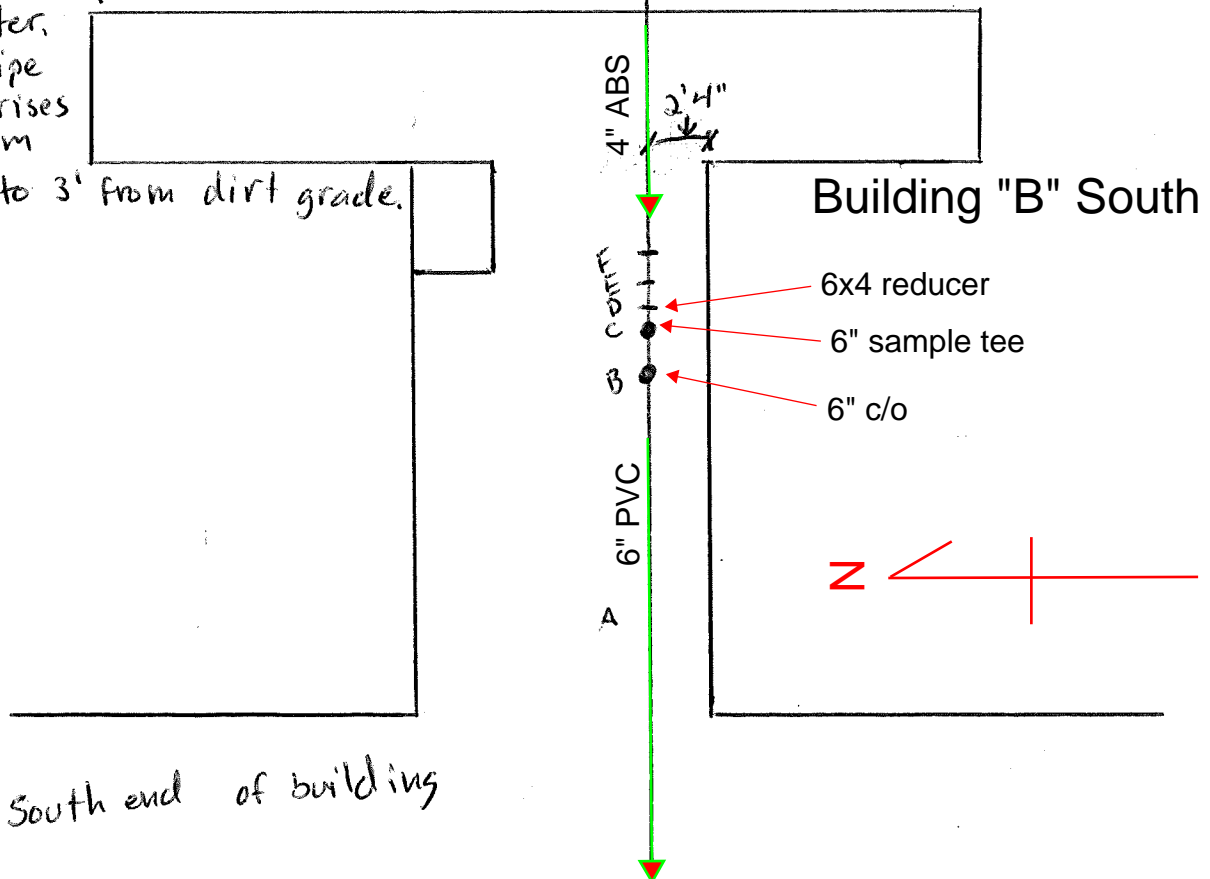 ter.
ipe
rises
m
to 3' from dirt grade.
4" ABS
2'4"
Building "B" South
F
E
D
C
B
6x4 reducer
6" sample tee
6" c/o
6" PVC
A
N
South end of building